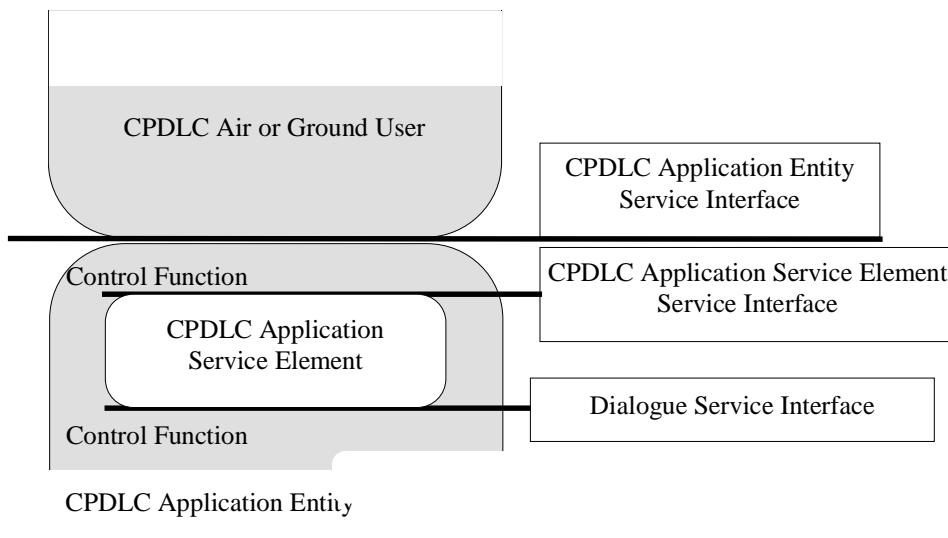 CPDLC Air or Ground User
CPDLC Application Entity
Service Interface
Control Function
CPDLC Application Service Element
Service Interface
CPDLC Application
Service Element
Dialogue Service Interface
Control Function
CPDLC Application Entity